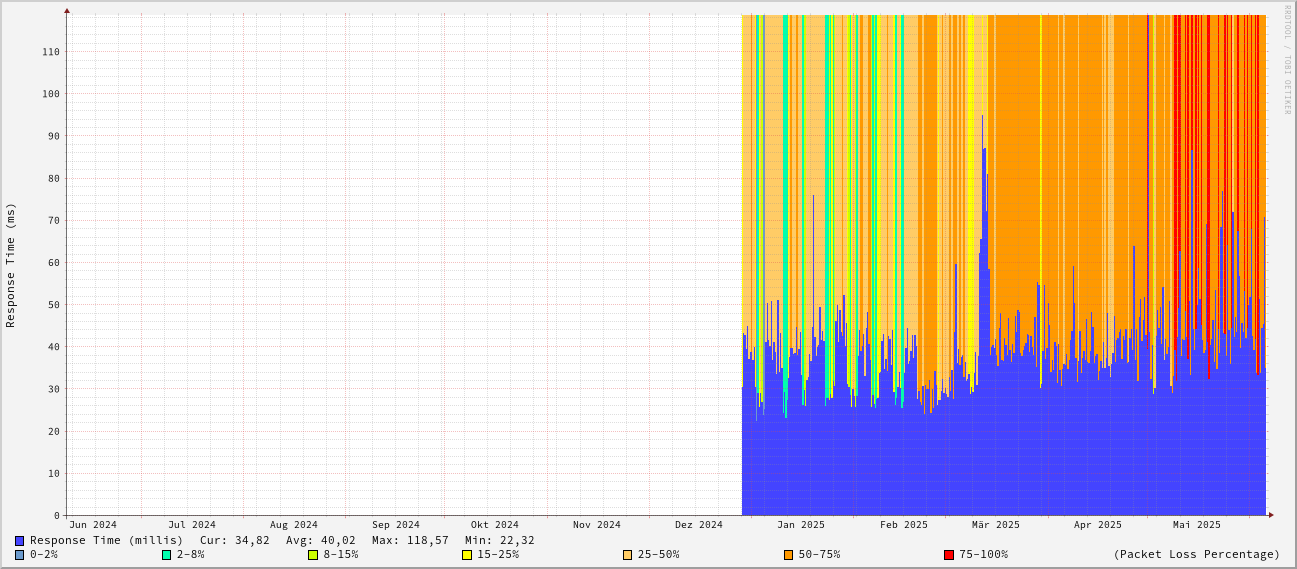 RRDTOOL / TOBI OETIKER
Response Time (ms)
110
100
90
80
70
60
50
40
30
20
10
0
Jun 2024 Jul 2024 Aug 2024 Sep 2024 Okt 2024 Nov 2024 Dez 2024 Jan 2025 Feb 2025 Mär 2025 Apr 2025 Mai 2025
Response Time (millis) Cur: 34,82 Avg: 40,02 Max: 118,57 Min: 22,32
0-2% 2-8% 8-15% 15-25% 25-50% 50-75% 75-100% (Packet Loss Percentage)